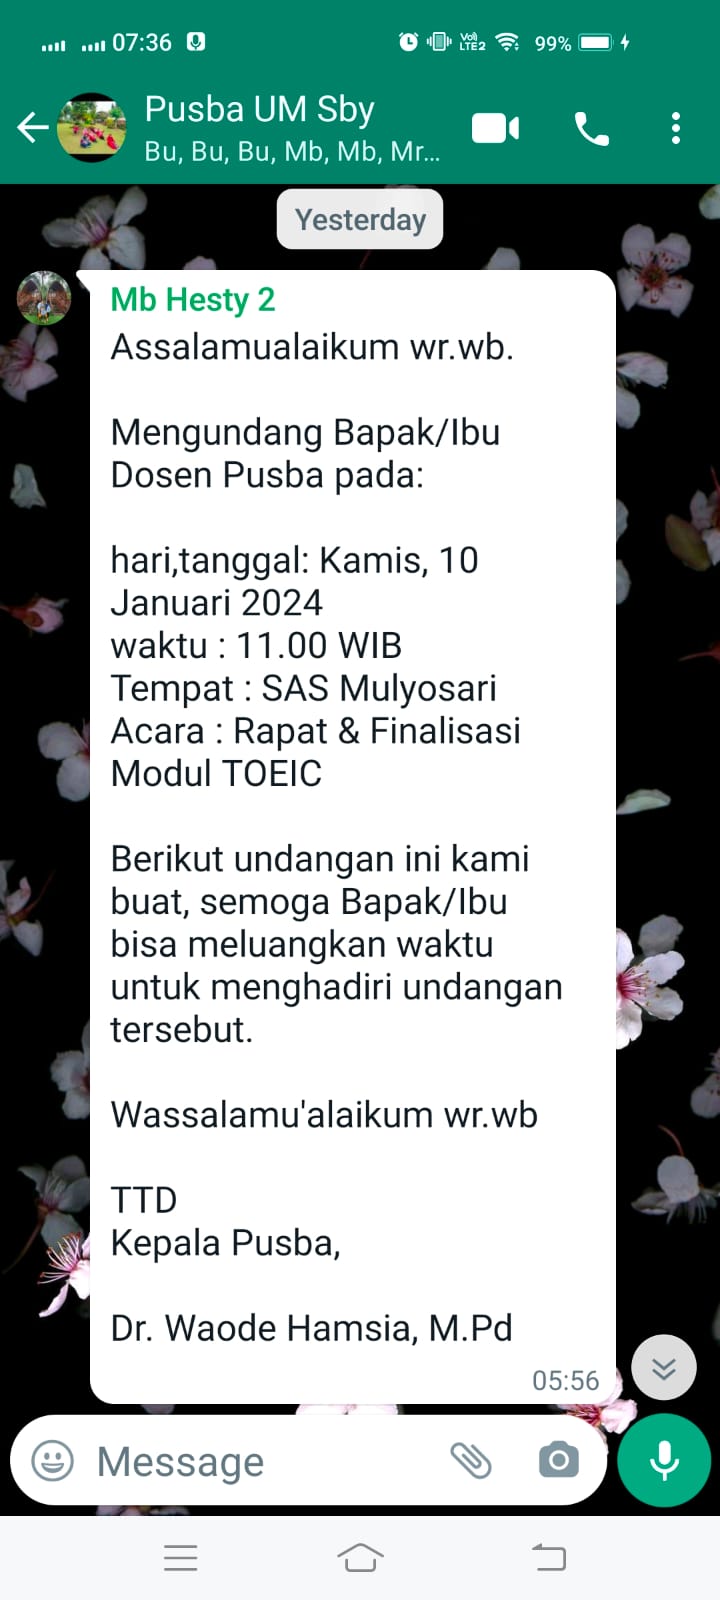 07:36 Vo) LTE2 99%
Pusba UM Sby
Bu, Bu, Bu, Mb, Mb, Mr...
Yesterday
Mb Hesty 2
Assalamualaikum wr.wb.
Mengundang Bapak/Ibu
Dosen Pusba pada:
hari,tanggal: Kamis, 10
Januari 2024
waktu : 11.00 WIB
Tempat : SAS Mulyosari
Acara : Rapat & Finalisasi
Modul TOEIC
Berikut undangan ini kami
buat, semoga Bapak/Ibu
bisa meluangkan waktu
untuk menghadiri undangan
tersebut.
Wassalamu'alaikum wr.wb
TTD
Kepala Pusba,
Dr. Waode Hamsia, M.Pd
05:56
Message